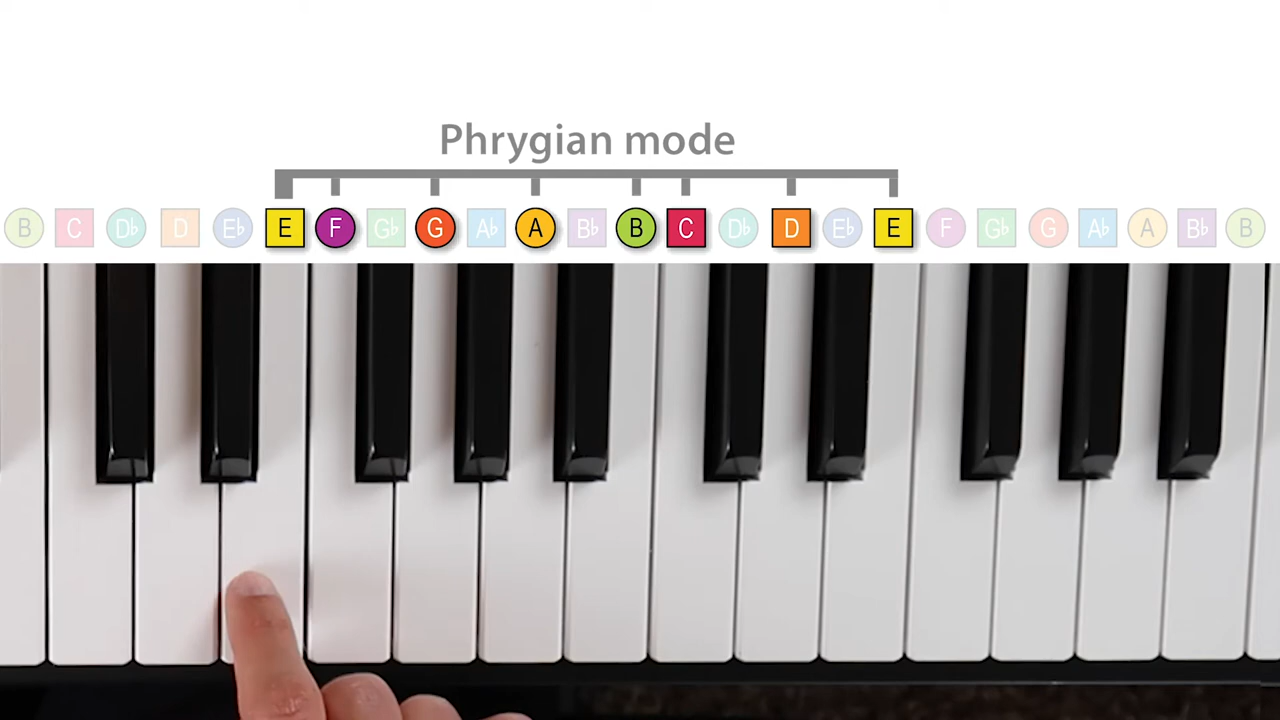 Phrygian mode
B C D♭ D E♭ E F G♭ G A♭ A B♭ B C D♭ D E♭ E F G♭ G A♭ A B♭ B